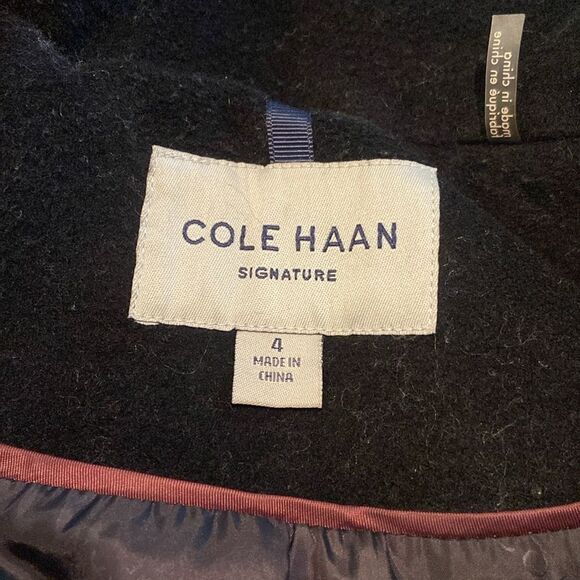 COLE HAAN
SIGNATURE
4
MADE IN
CHINA
made in china
fabriqué en chine